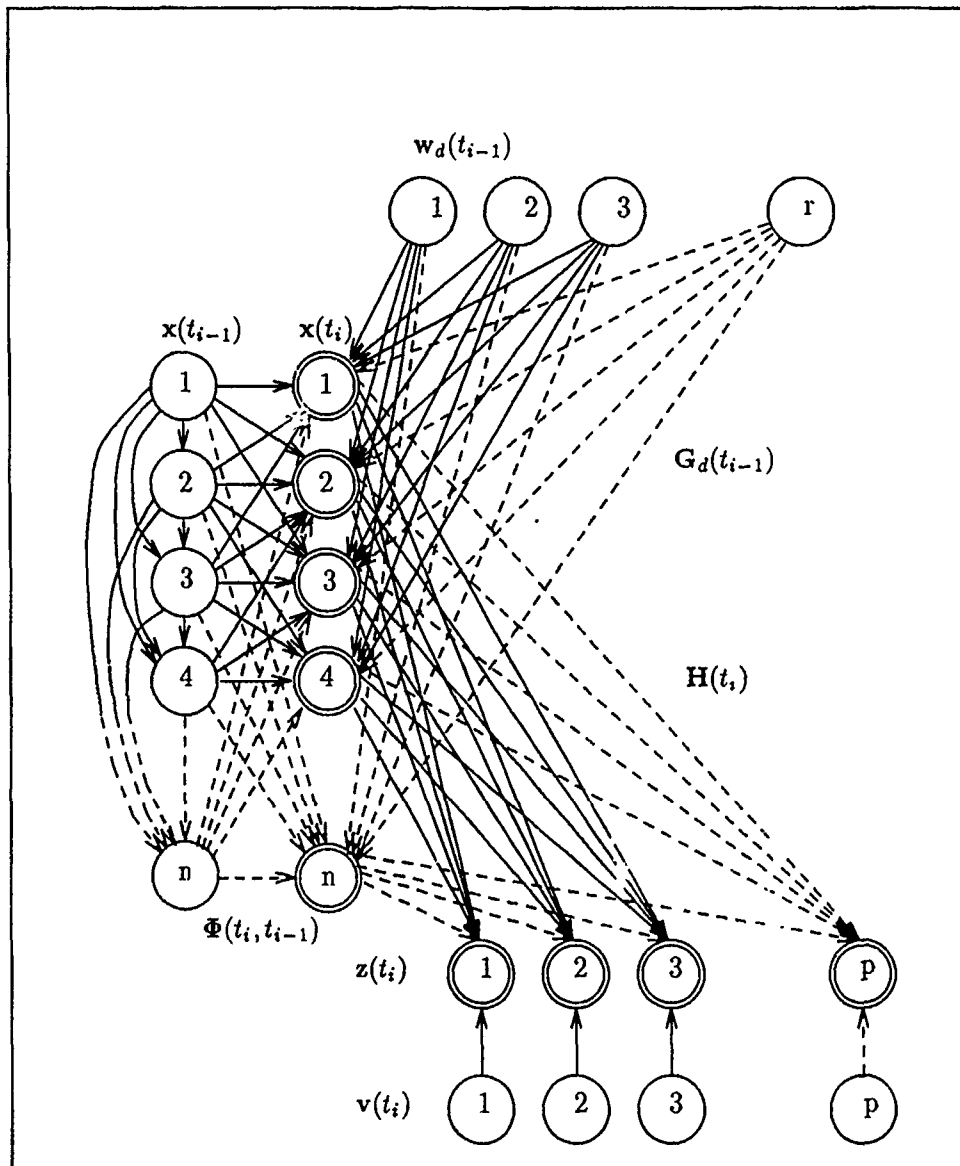 w_d(t_{i-1})
1 2 3 r
x(t_{i-1}) x(t_i)
1 1
2 2
G_d(t_{i-1})
3 3
4 4
H(t_i)
n n
Φ(t_i, t_{i-1})
z(t_i) 1 2 3 p
v(t_i) 1 2 3 p